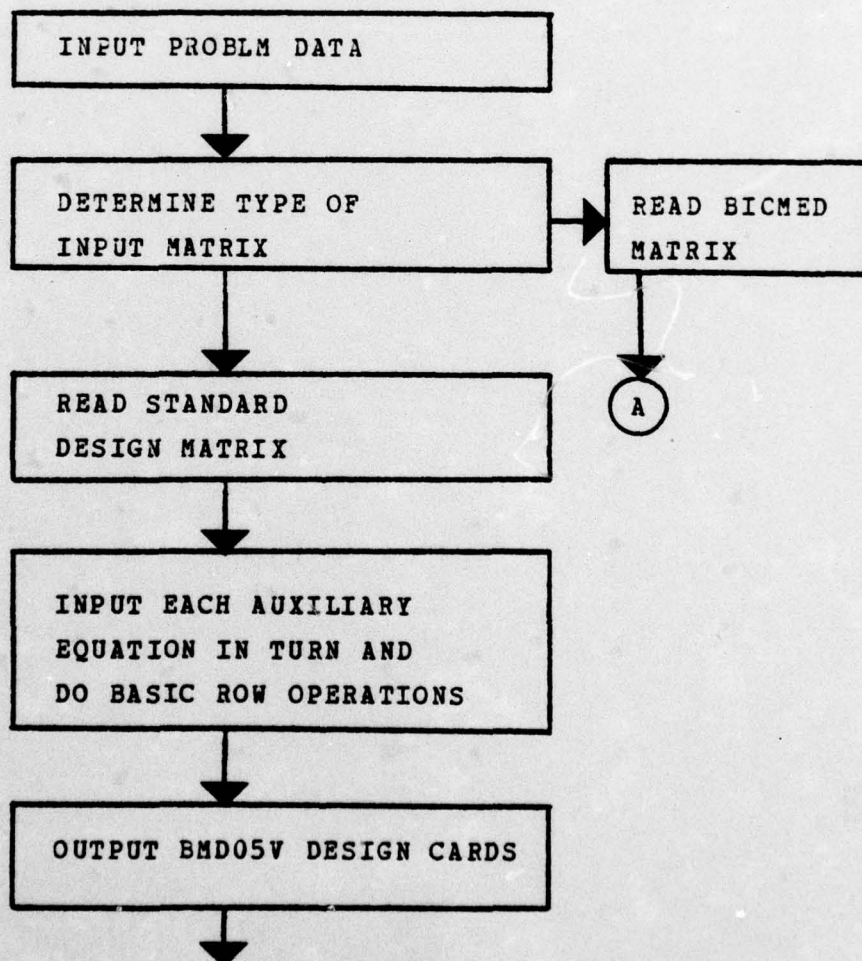 INPUT PROBLM DATA
DETERMINE TYPE OF
INPUT MATRIX
READ BICMED
MATRIX
READ STANDARD
DESIGN MATRIX
A
INPUT EACH AUXILIARY
EQUATION IN TURN AND
DO BASIC ROW OPERATIONS
OUTPUT BMD05V DESIGN CARDS